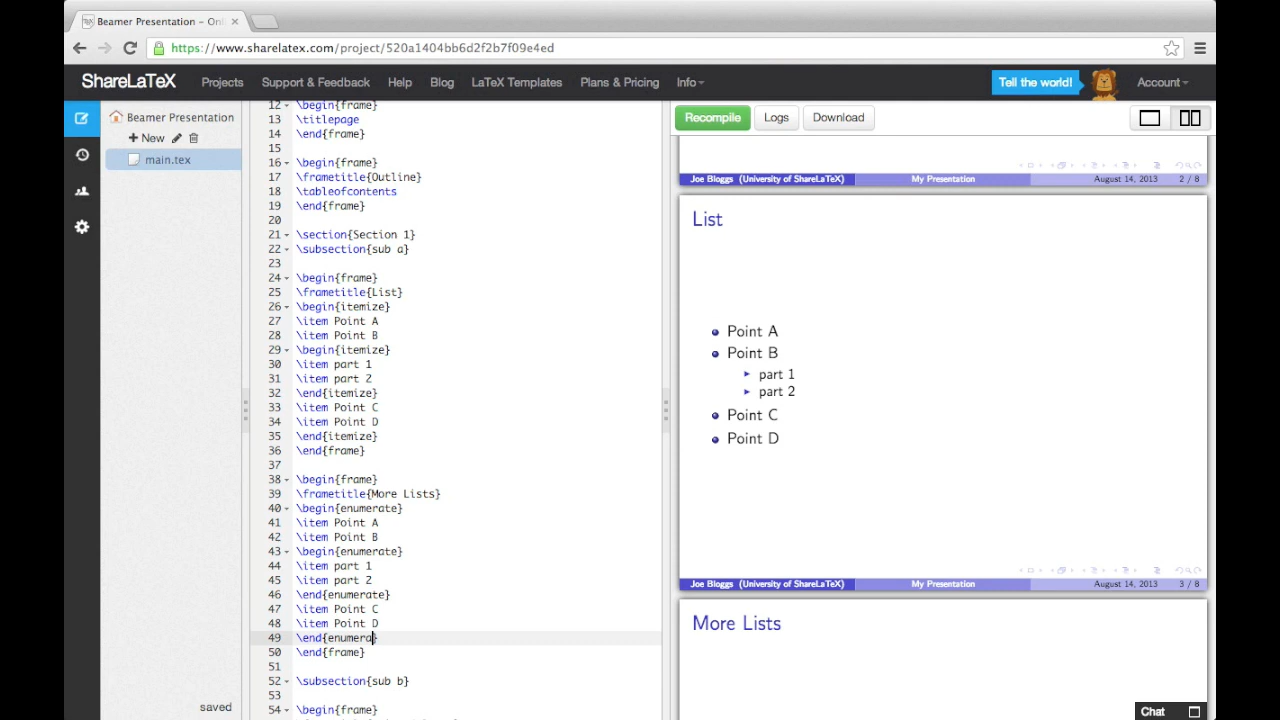 Beamer Presentation – Onli
https://www.sharelatex.com/project/520a1404bb6d2f2b7f09e4ed
ShareLaTeX Projects Support & Feedback Help Blog LaTeX Templates Plans & Pricing Info Tell the world! Account
Beamer Presentation
New
main.tex
saved
12 \begin{frame}
13 \titlepage
14 \end{frame}
15
16 \begin{frame}
17 \frametitle{Outline}
18 \tableofcontents
19 \end{frame}
20
21 \section{Section 1}
22 \subsection{sub a}
23
24 \begin{frame}
25 \frametitle{List}
26 \begin{itemize}
27 \item Point A
28 \item Point B
29 \begin{itemize}
30 \item part 1
31 \item part 2
32 \end{itemize}
33 \item Point C
34 \item Point D
35 \end{itemize}
36 \end{frame}
37
38 \begin{frame}
39 \frametitle{More Lists}
40 \begin{enumerate}
41 \item Point A
42 \item Point B
43 \begin{enumerate}
44 \item part 1
45 \item part 2
46 \end{enumerate}
47 \item Point C
48 \item Point D
49 \end{enumera}
50 \end{frame}
51
52 \subsection{sub b}
53
54 \begin{frame}
Recompile Logs Download
Joe Bloggs (University of ShareLaTeX) My Presentation August 14, 2013 2 / 8
List
Point A
Point B
part 1
part 2
Point C
Point D
Joe Bloggs (University of ShareLaTeX) My Presentation August 14, 2013 3 / 8
More Lists
Chat